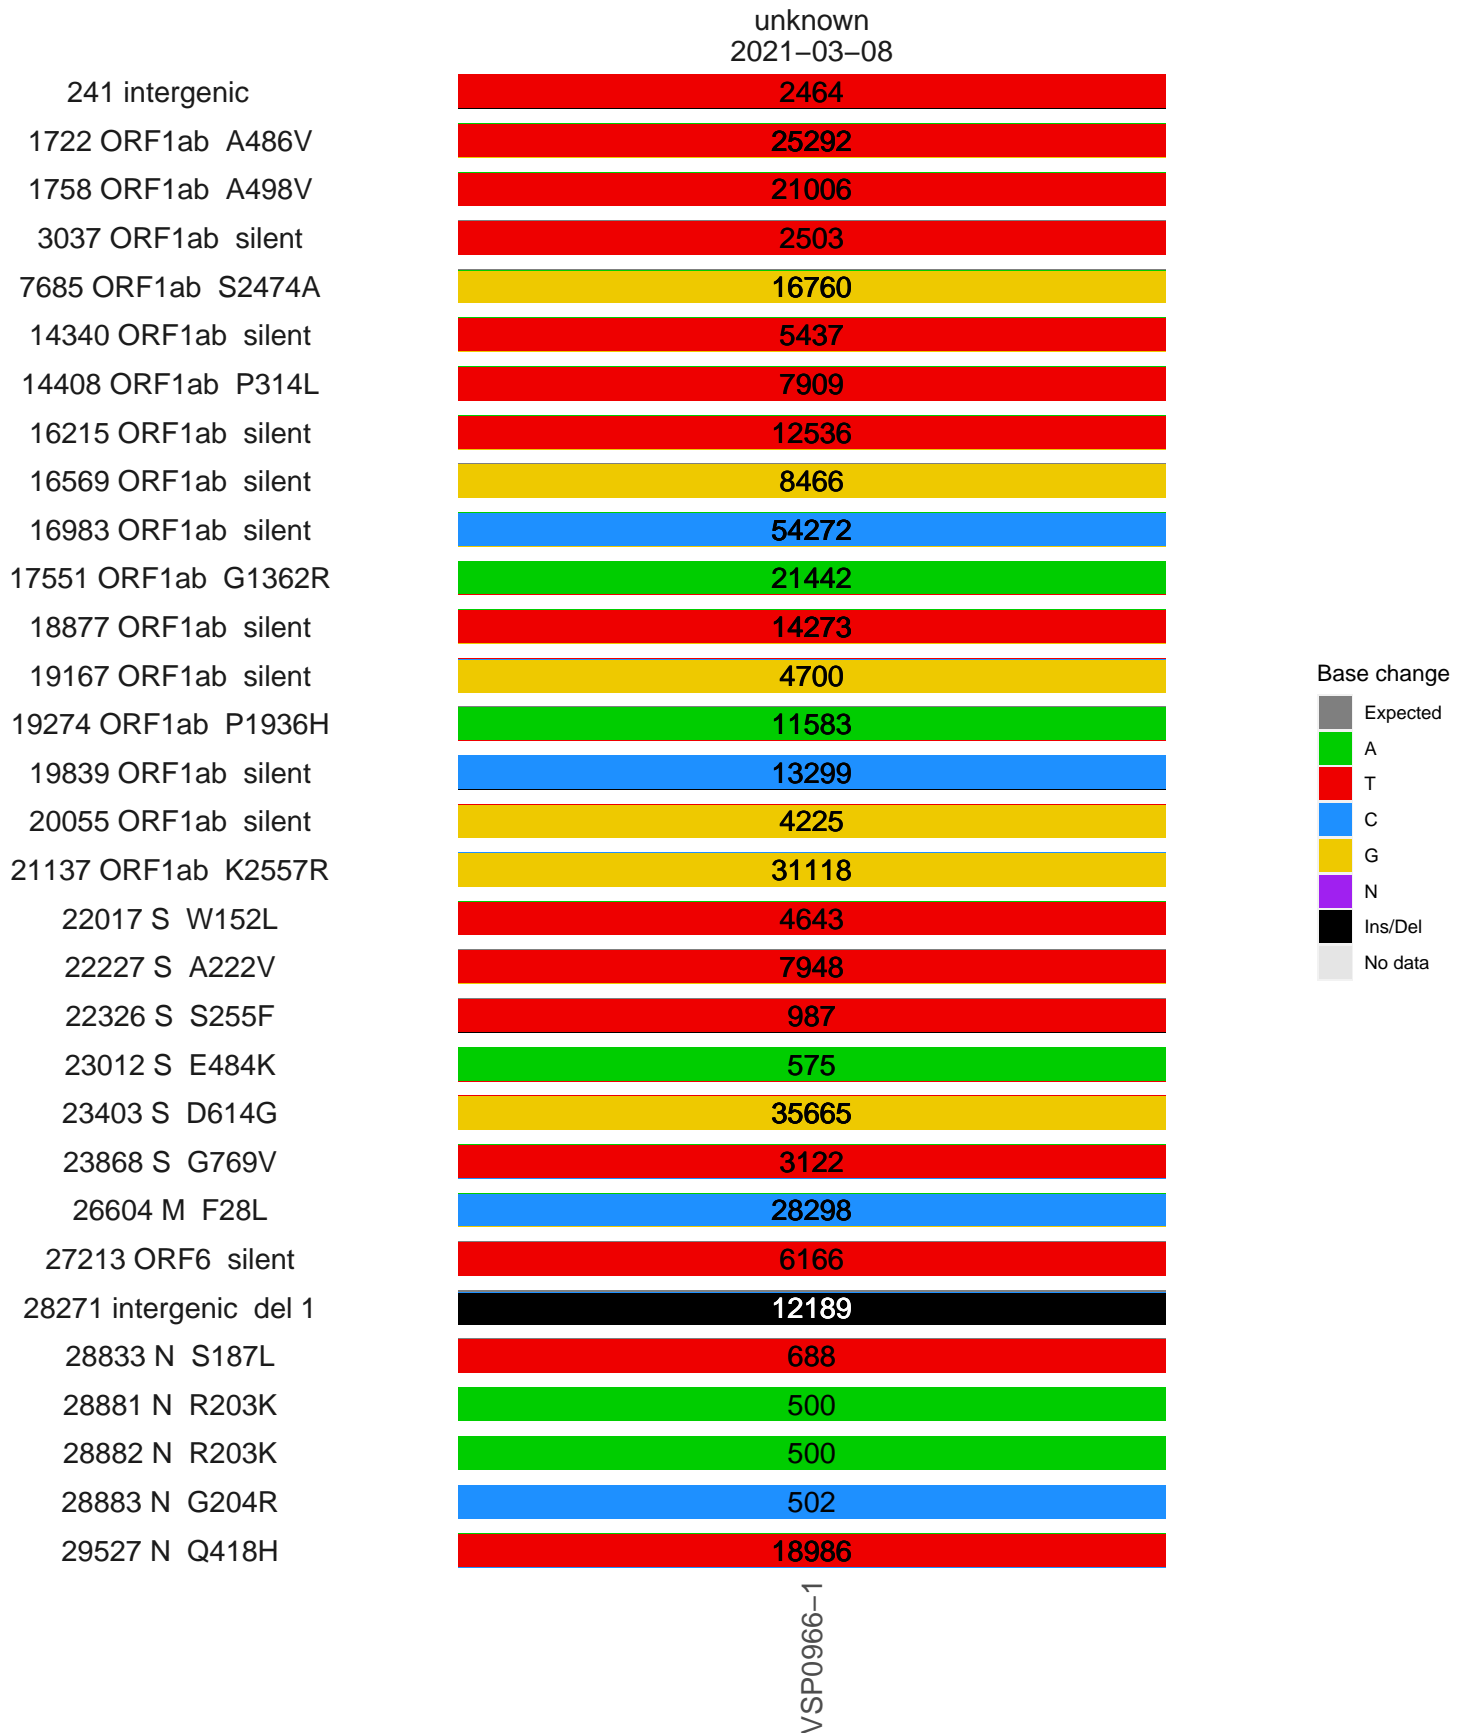 unknown
2021−03−08
241 intergenic 2464
1722 ORF1ab A486V 25292
1758 ORF1ab A498V 21006
3037 ORF1ab silent 2503
7685 ORF1ab S2474A 16760
14340 ORF1ab silent 5437
14408 ORF1ab P314L 7909
16215 ORF1ab silent 12536
16569 ORF1ab silent 8466
16983 ORF1ab silent 54272
17551 ORF1ab G1362R 21442
18877 ORF1ab silent 14273
19167 ORF1ab silent 4700
19274 ORF1ab P1936H 11583
19839 ORF1ab silent 13299
20055 ORF1ab silent 4225
21137 ORF1ab K2557R 31118
22017 S W152L 4643
22227 S A222V 7948
22326 S S255F 987
23012 S E484K 575
23403 S D614G 35665
23868 S G769V 3122
26604 M F28L 28298
27213 ORF6 silent 6166
28271 intergenic del 1 12189
28833 N S187L 688
28881 N R203K 500
28882 N R203K 500
28883 N G204R 502
29527 N Q418H 18986
VSP0966−1
Base change
Expected
A
T
C
G
N
Ins/Del
No data